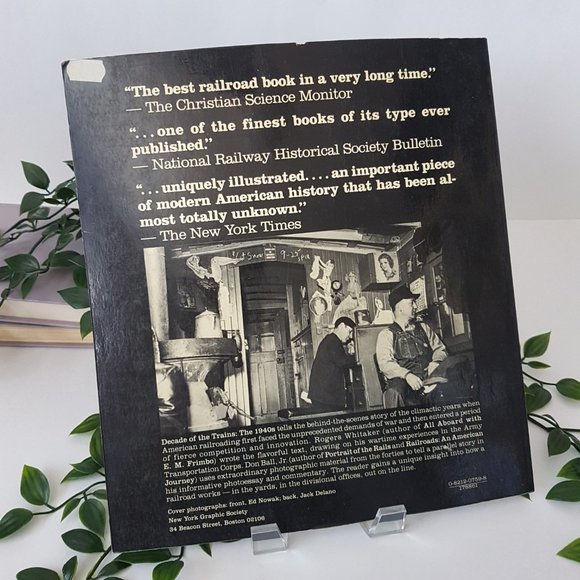 “The best railroad book in a very long time.”
— The Christian Science Monitor
“. . . one of the finest books of its type ever
published.”
— National Railway Historical Society Bulletin
“. . . uniquely illustrated. . . . an important piece
of modern American history that has been al-
most totally unknown.”
— The New York Times
Decade of the Trains: The 1940s tells the behind-the-scenes story of the climactic years when
American railroading first faced the unprecedented demands of war and then entered a period
of fierce competition and innovation. Rogers Whitaker (author of All Aboard with
E. M. Frimbo) wrote the flavorful text, drawing on his wartime experiences in the Army
Transportation Corps. Don Ball, Jr. (author of Portrait of the Rails and Railroads: An American
Journey) uses extraordinary photographic material from the forties to tell a parallel story in
his informative photoessay and commentary. The reader gains a unique insight into how a
railroad works — in the yards, in the divisional offices, out on the line.
Cover photographs: front, Ed Nowak; back, Jack Delano
New York Graphic Society
34 Beacon Street, Boston 02106
0-8212-0759-8